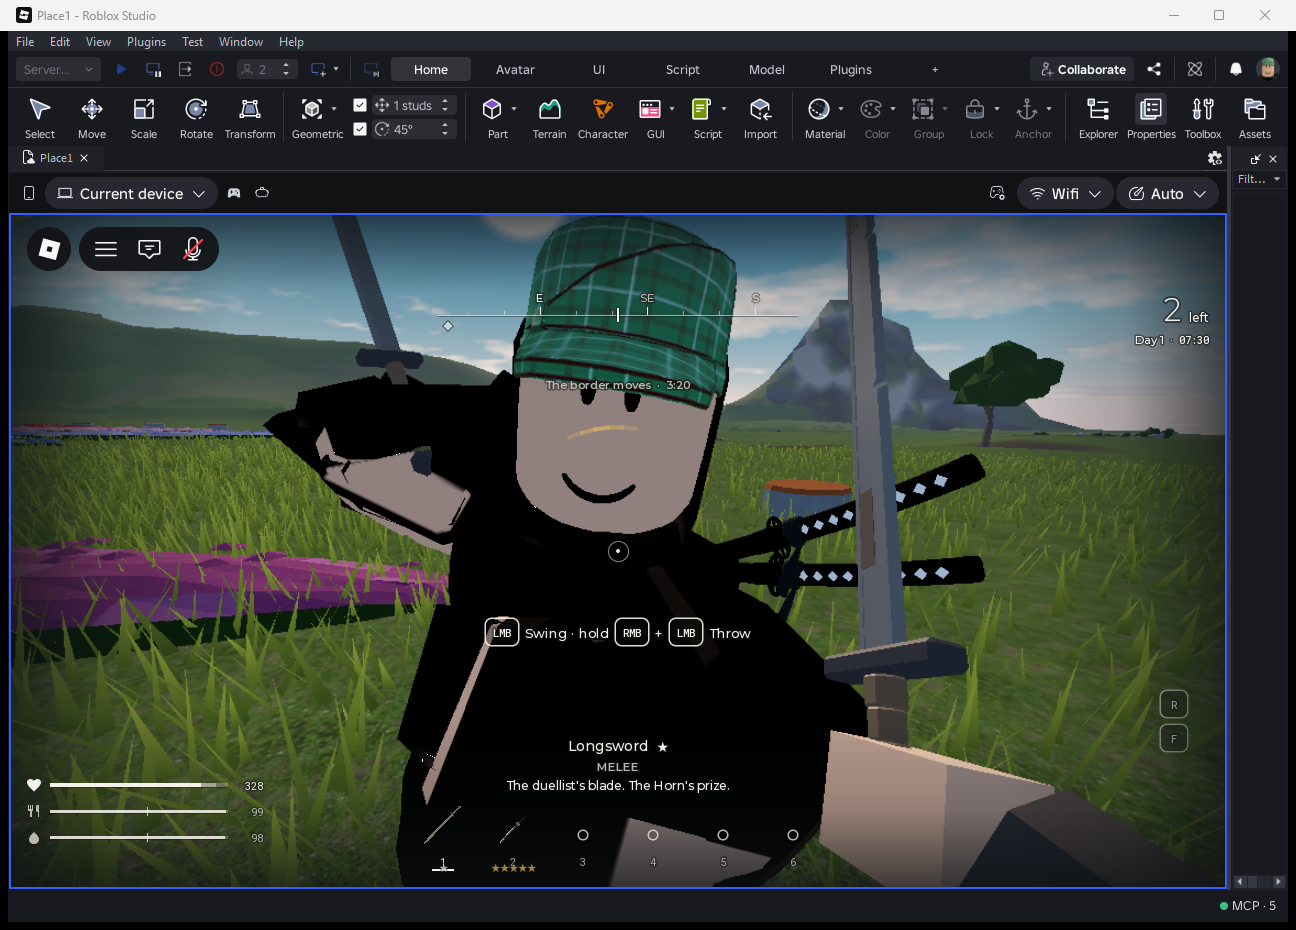 Place1 - Roblox Studio
File Edit View Plugins Test Window Help
Server... 2 Home Avatar UI Script Model Plugins + Collaborate
1 studs
45°
Select Move Scale Rotate Transform Geometric Part Terrain Character GUI Script Import Material Color Group Lock Anchor Explorer Properties Toolbox Assets
Place1
Filt...
Current device Wifi Auto
E SE S
2 left
Day 1 · 07:30
The border moves · 3:20
LMB Swing · hold RMB + LMB Throw
R
F
Longsword ★
MELEE
The duellist's blade. The Horn's prize.
328
99
98
1 2 3 4 5 6
★ ★★★★★
MCP · 5